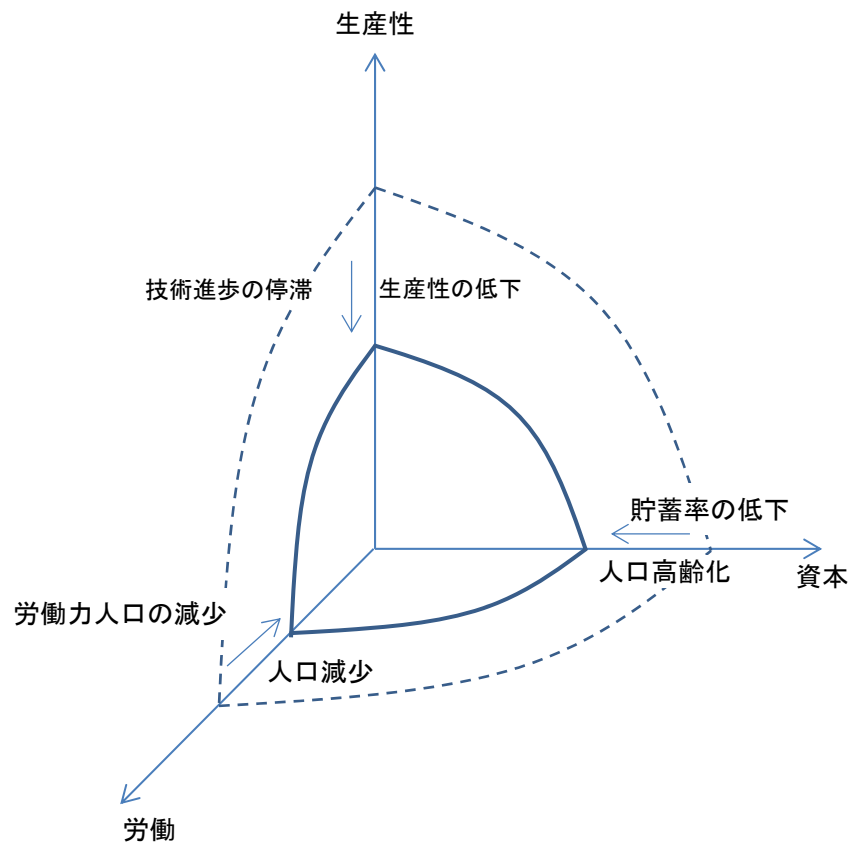 生産性
技術進歩の停滞
生産性の低下
貯蓄率の低下
人口高齢化
資本
労働力人口の減少
人口減少
労働